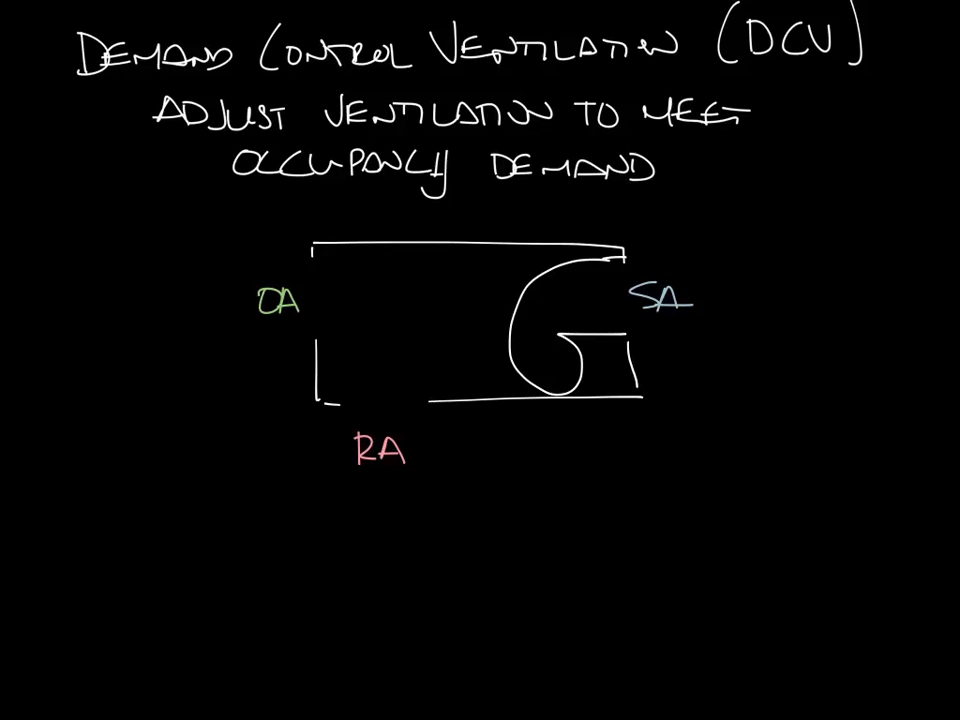 DEMAND CONTROL VENTILATION (DCV)
ADJUST VENTILATION TO MEET
OCCUPANCY DEMAND
OA
SA
RA